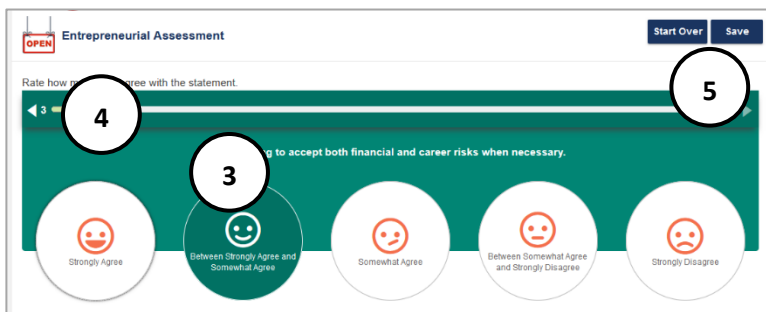 OPEN
Entrepreneurial Assessment
Start Over
Save
Rate how agree with the statement.
5
3
4
3
to accept both financial and career risks when necessary.
Strongly Agree
Between Strongly Agree and
Somewhat Agree
Somewhat Agree
Between Somewhat Agree
and Strongly Disagree
Strongly Disagree